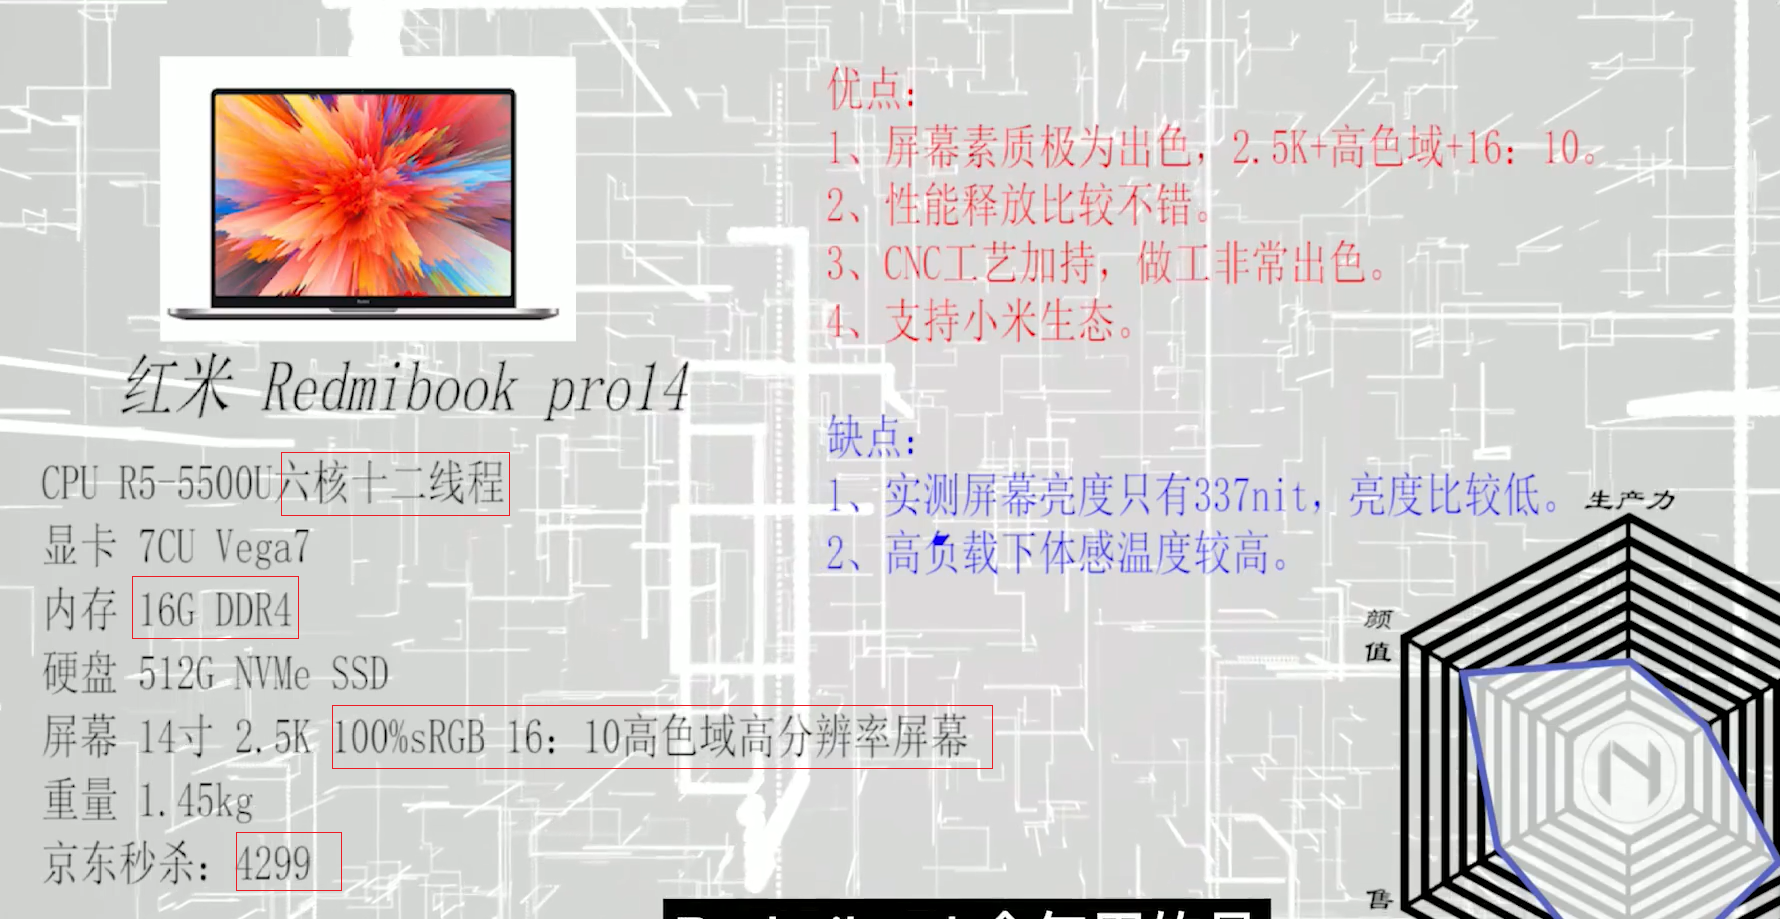 红米 Redmibook pro14
CPU R5-5500U六核十二线程
显卡 7CU Vega7
内存 16G DDR4
硬盘 512G NVMe SSD
屏幕 14寸 2.5K 100%sRGB 16：10高色域高分辨率屏幕
重量 1.45kg
京东秒杀：4299
优点：
1、屏幕素质极为出色，2.5K+高色域+16：10。
2、性能释放比较不错。
3、CNC工艺加持，做工非常出色。
4、支持小米生态。
缺点：
1、实测屏幕亮度只有337nit，亮度比较低。
2、高负载下体感温度较高。
生产力
颜值
售